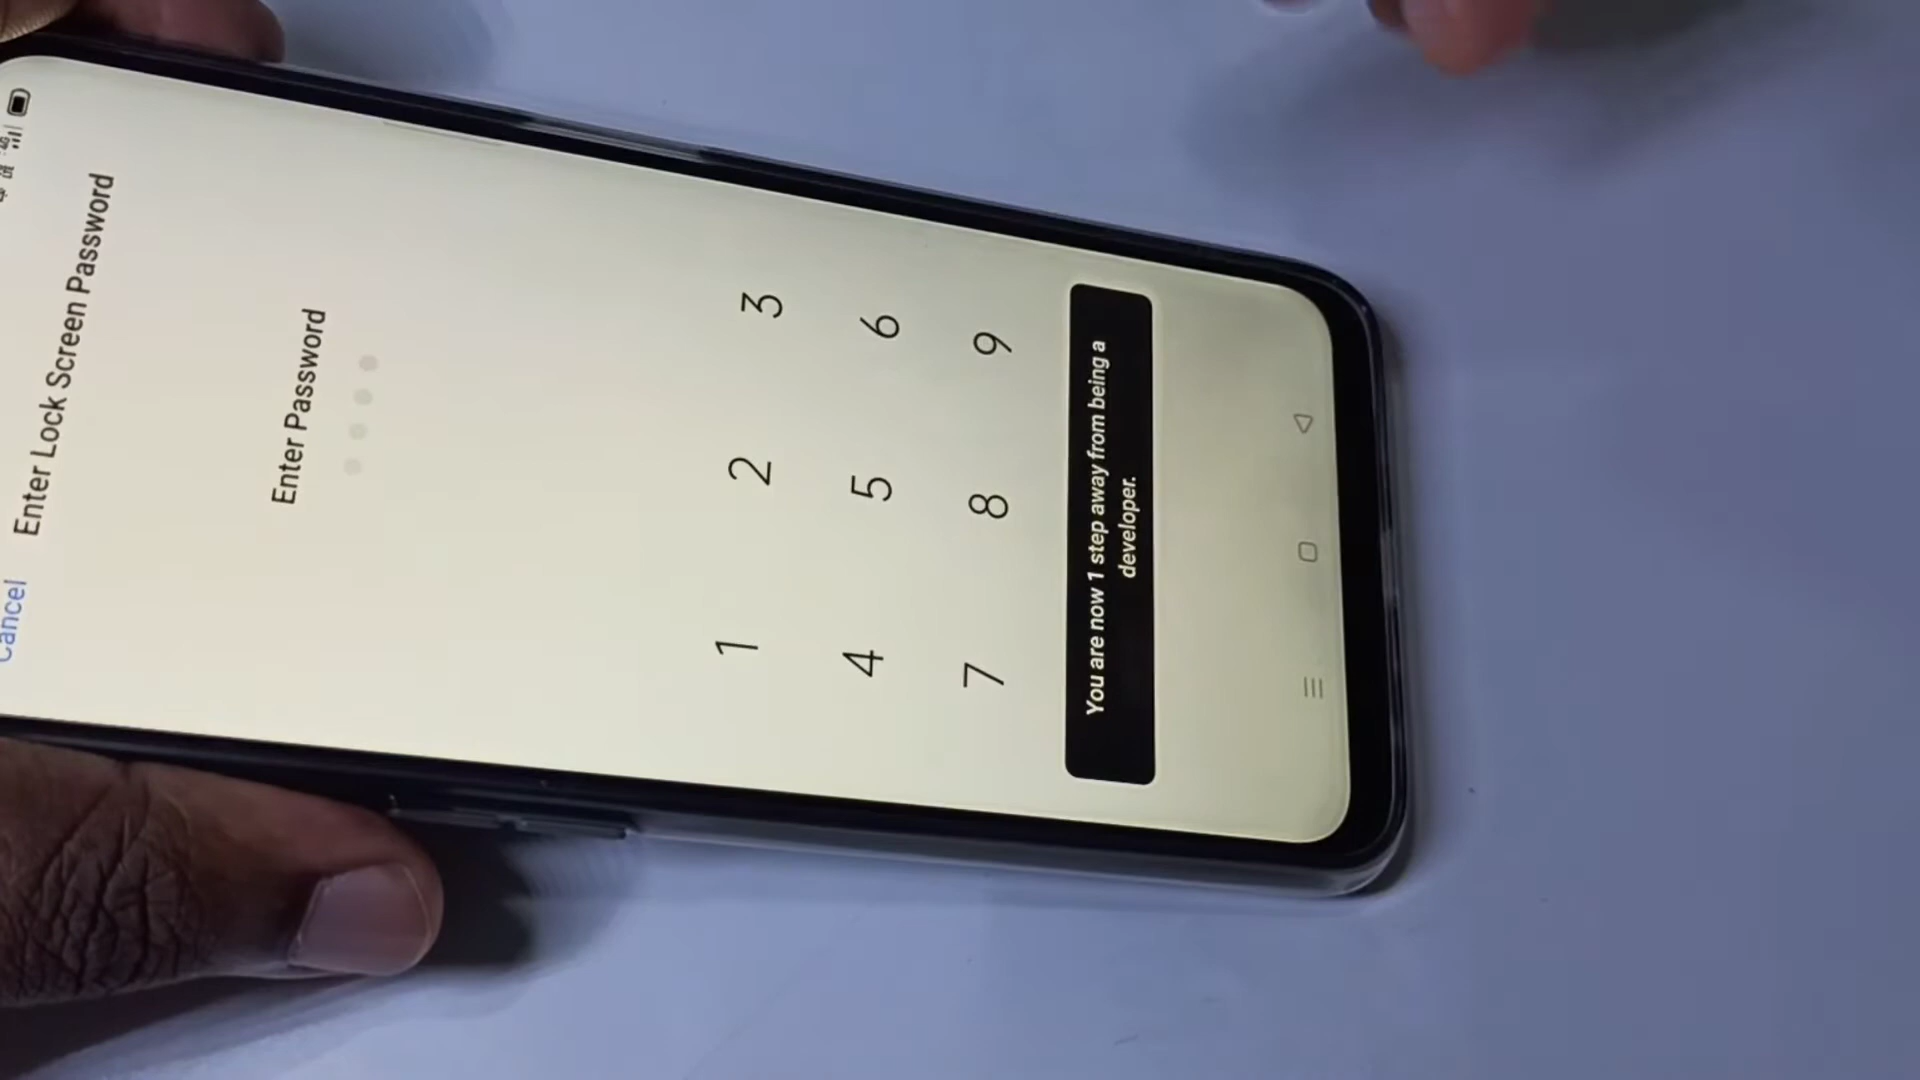 Cancel
Enter Lock Screen Password
Enter Password
1 2 3
4 5 6
7 8 9
You are now 1 step away from being a
developer.